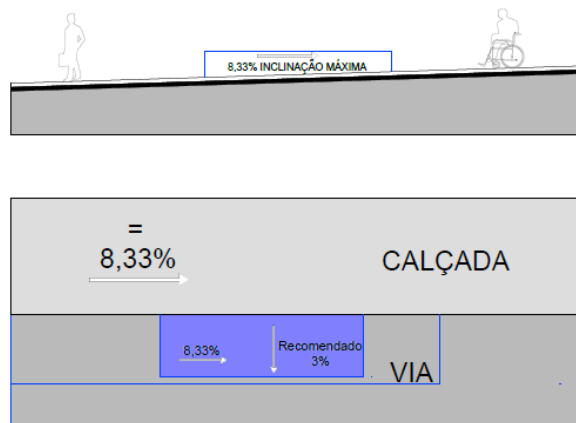 8,33% INCLINAÇÃO MÁXIMA
=
8,33%
CALÇADA
8,33%
Recomendado
3%
VIA